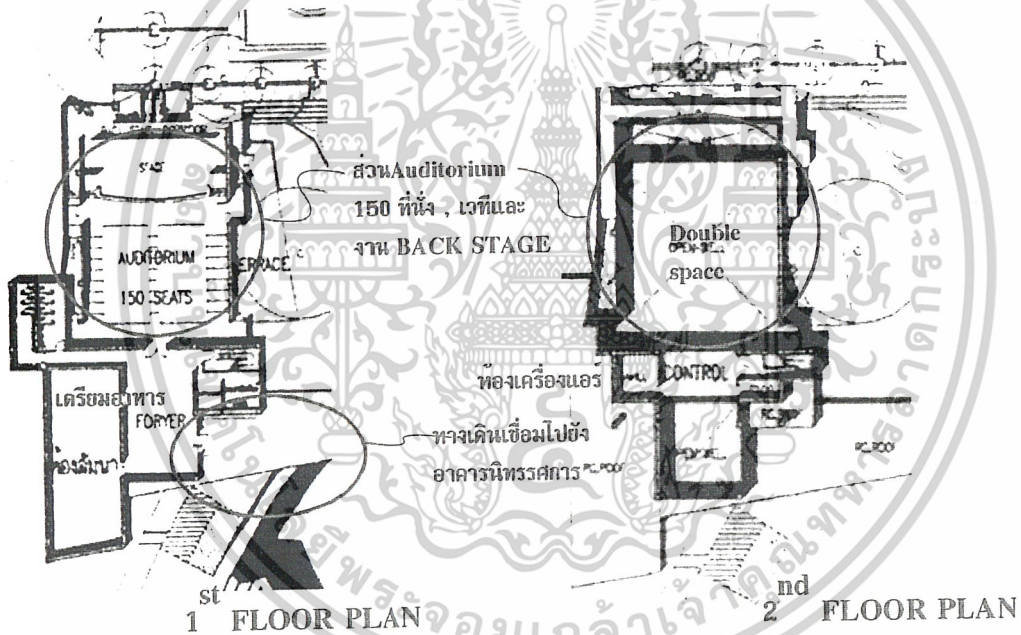 STAGE
AUDITORIUM
150 SEATS
TERRACE
เตรียมอาหาร
FORYER
ห้องสัมนา
ส่วนAuditorium
150 ที่นั่ง , เวทีและ
งาน BACK STAGE
ห้องเครื่องแอร์
ทางเดินเชื่อมไปยัง
อาคารนิทรรศการ
Double
space
CONTROL
RC.ROOF
1st FLOOR PLAN
2nd FLOOR PLAN